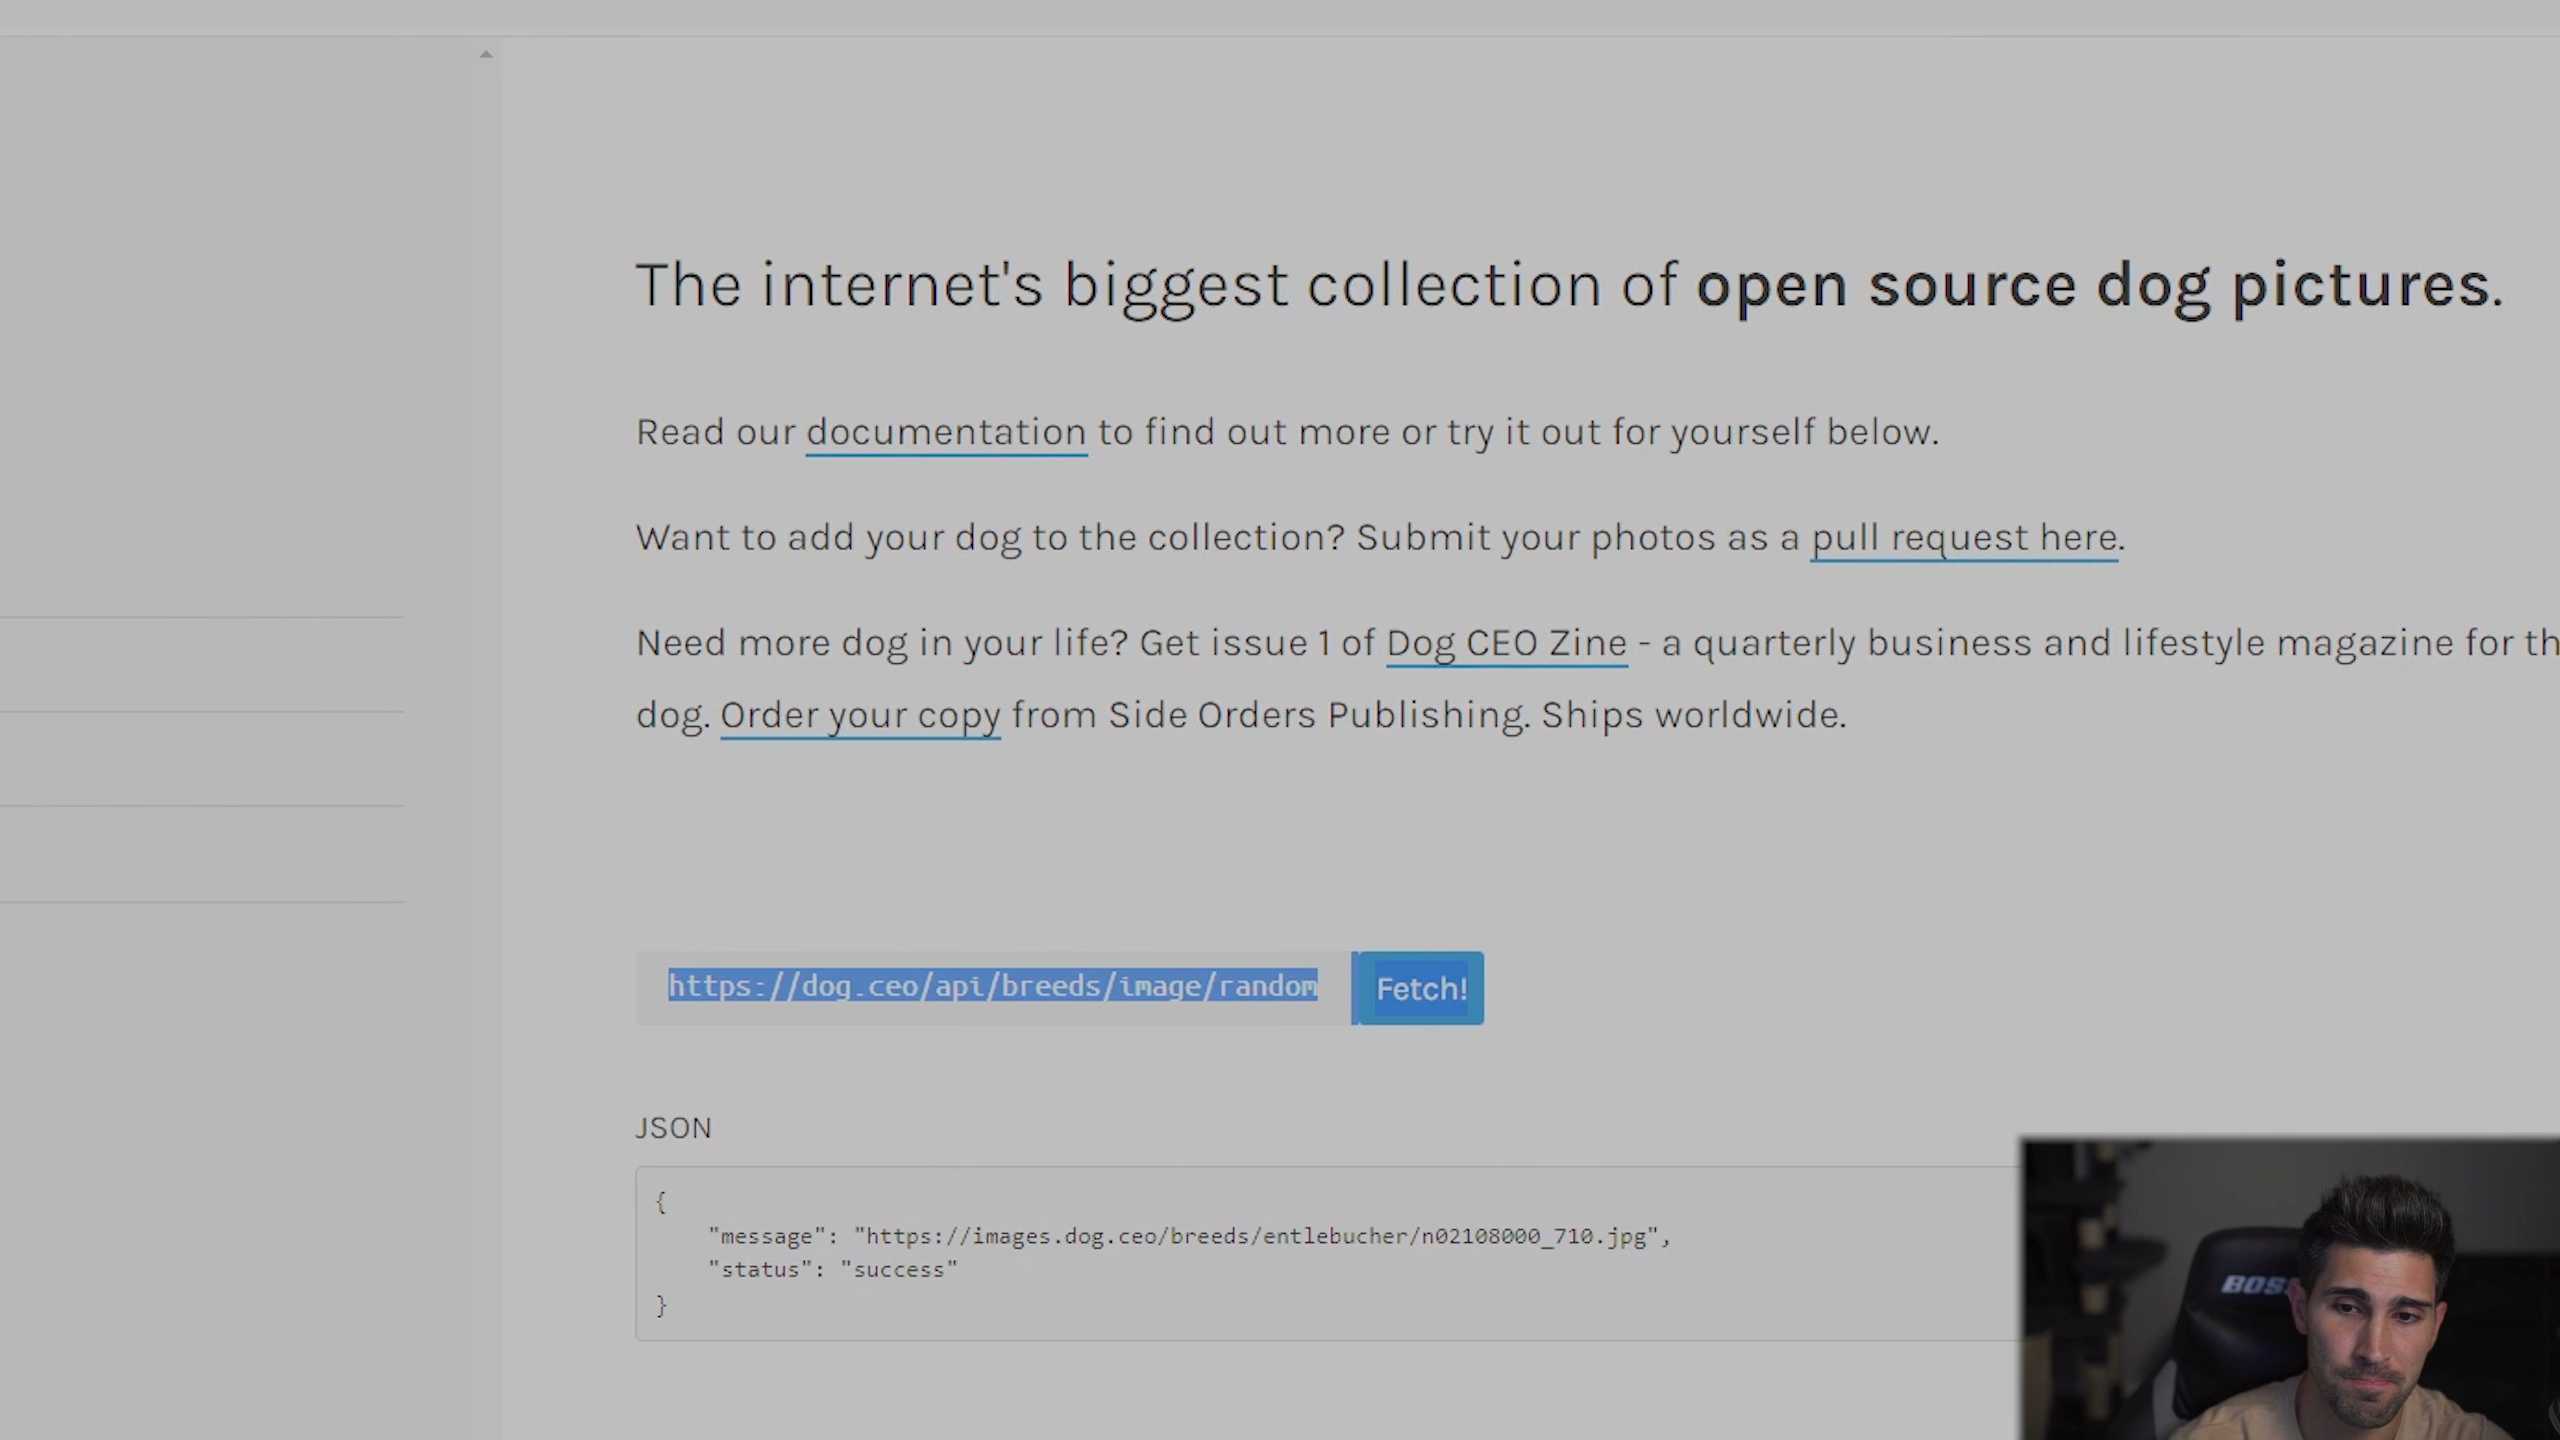 The internet's biggest collection of open source dog pictures.
Read our documentation to find out more or try it out for yourself below.
Want to add your dog to the collection? Submit your photos as a pull request here.
Need more dog in your life? Get issue 1 of Dog CEO Zine - a quarterly business and lifestyle magazine for
dog. Order your copy from Side Orders Publishing. Ships worldwide.
https://dog.ceo/api/breeds/image/random Fetch!
JSON
{
"message": "https://images.dog.ceo/breeds/entlebucher/n02108000_710.jpg",
"status": "success"
}